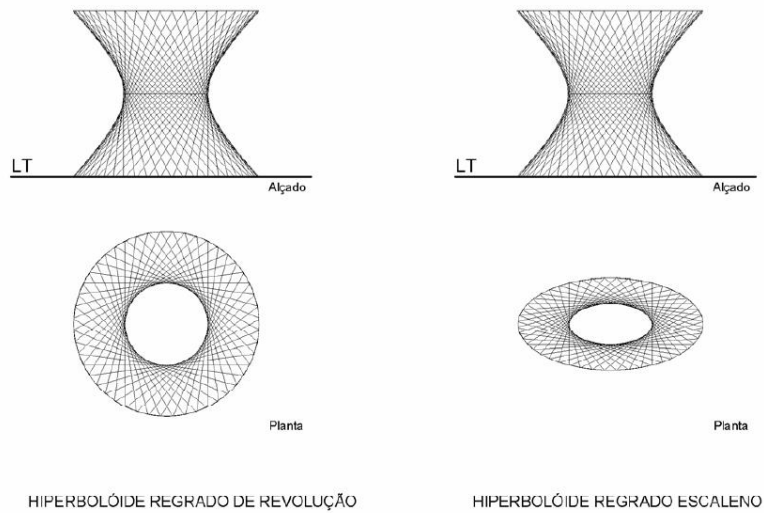 LT
Alçado
LT
Alçado
Planta
Planta
HIPERBOLÓIDE REGRADO DE REVOLUÇÃO
HIPERBOLÓIDE REGRADO ESCALENO